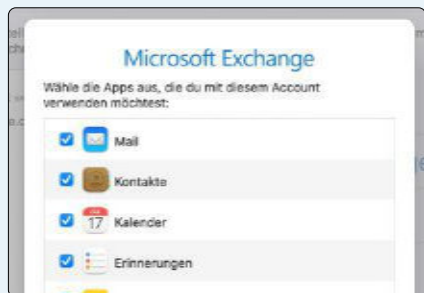 Microsoft Exchange
Wähle die Apps aus, die du mit diesem Account
verwenden möchtest:
Mail
Kontakte
17
Kalender
Erinnerungen